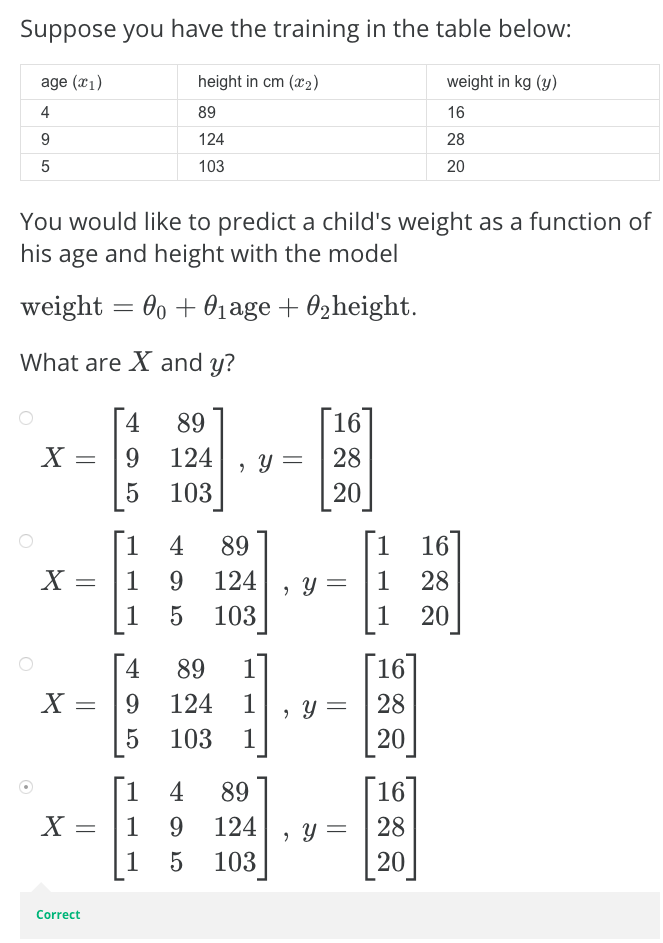 Suppose you have the training in the table below:
age (x₁) height in cm (x₂) weight in kg (y)
4 89 16
9 124 28
5 103 20
You would like to predict a child's weight as a function of
his age and height with the model
weight = θ₀ + θ₁age + θ₂height.
What are X and y?
4 89 16
X = 9 124 , y = 28
5 103 20
1 4 89 1 16
X = 1 9 124 , y = 1 28
1 5 103 1 20
4 89 1 16
X = 9 124 1 , y = 28
5 103 1 20
1 4 89 16
X = 1 9 124 , y = 28
1 5 103 20
Correct